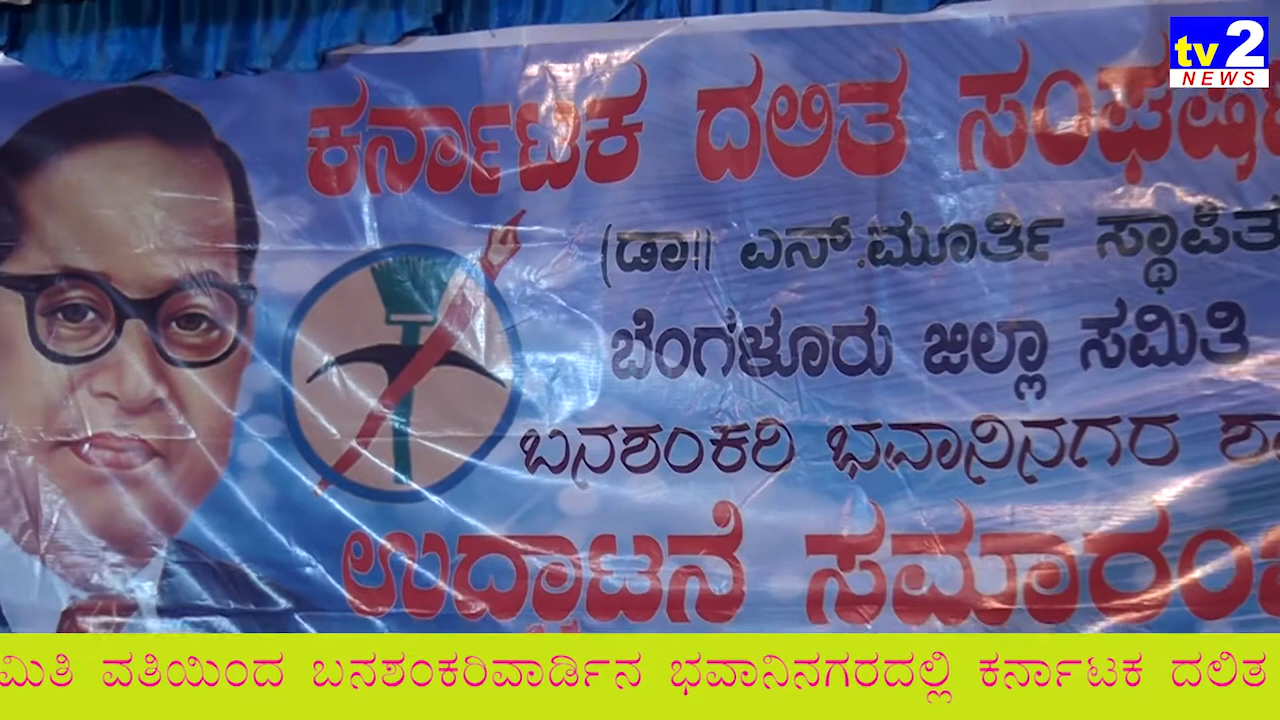 tv2
NEWS
ಕರ್ನಾಟಕ ದಲಿತ
(ಡಾ|| ಎನ್.ಮೂರ್ತಿ ಸ್ಥಾಪಿತ
ಬೆಂಗಳೂರು ಜಿಲ್ಲಾ ಸಮಿತಿ
ಬನಶಂಕರಿ ಭವಾನಿನಗರ
ಉದ್ಘಾಟನೆ
ಮಿತಿ ವತಿಯಿಂದ ಬನಶಂಕರಿವಾರ್ಡಿನ ಭವಾನಿನಗರದಲ್ಲಿ ಕರ್ನಾಟಕ ದಲಿತ